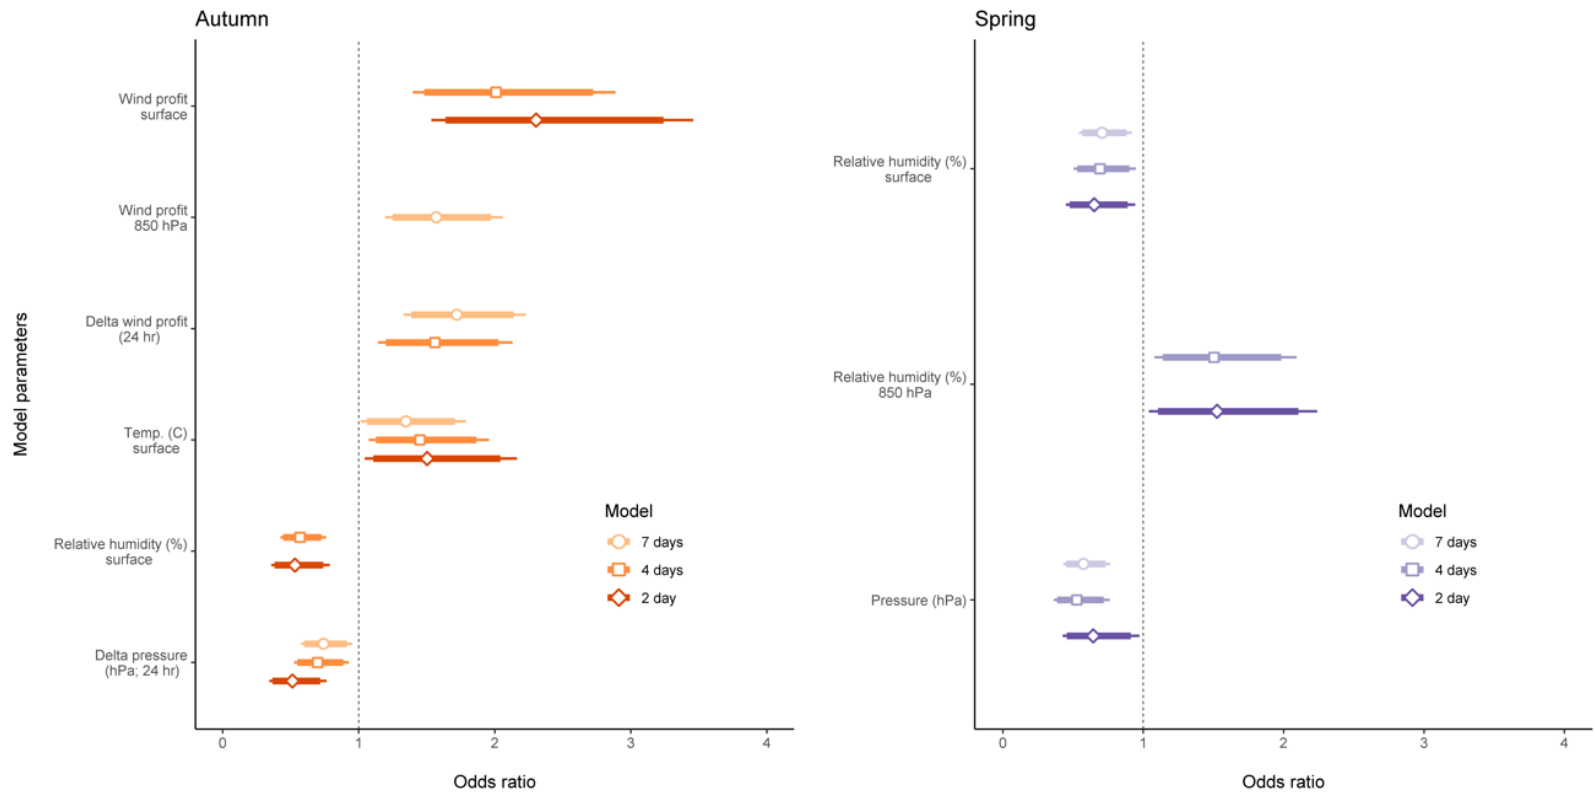 Autumn
Model parameters
Wind profit
surface
Wind profit
850 hPa
Delta wind profit
(24 hr)
Temp. (C)
surface
Relative humidity (%)
surface
Delta pressure
(hPa; 24 hr)
Model
7 days
4 days
2 day
0 1 2 3 4
Odds ratio
Spring
Relative humidity (%)
surface
Relative humidity (%)
850 hPa
Pressure (hPa)
Model
7 days
4 days
2 day
0 1 2 3 4
Odds ratio